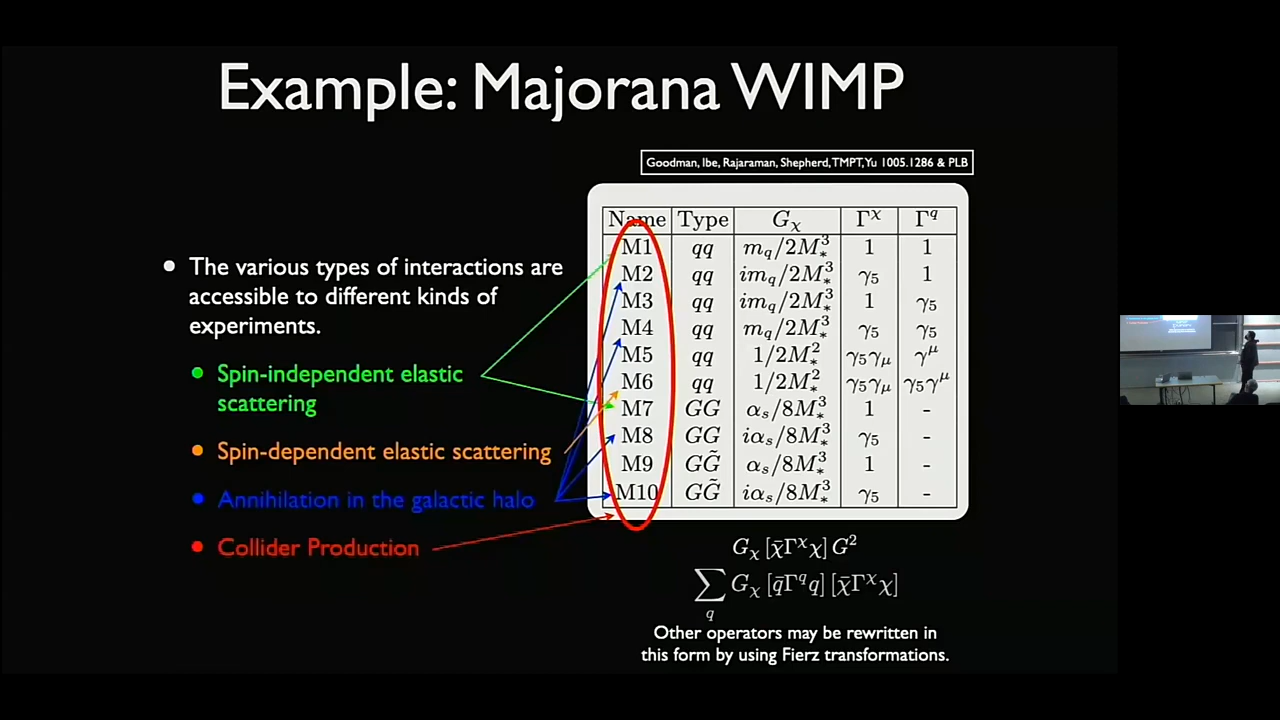 Example: Majorana WIMP
Goodman, Ibe, Rajaraman, Shepherd, TMPT,Yu 1005.1286 & PLB
• The various types of interactions are
accessible to different kinds of
experiments.
• Spin-independent elastic
scattering
• Spin-dependent elastic scattering
• Annihilation in the galactic halo
• Collider Production
Name Type G_χ Γ^χ Γ^q
M1 qq m_q/2M_*^3 1 1
M2 qq im_q/2M_*^3 γ_5 1
M3 qq im_q/2M_*^3 1 γ_5
M4 qq m_q/2M_*^3 γ_5 γ_5
M5 qq 1/2M_*^2 γ_5γ_μ γ^μ
M6 qq 1/2M_*^2 γ_5γ_μ γ_5γ^μ
M7 GG α_s/8M_*^3 1 -
M8 GG iα_s/8M_*^3 γ_5 -
M9 GG̃ α_s/8M_*^3 1 -
M10 GG̃ iα_s/8M_*^3 γ_5 -
G_χ [χ̄Γ^χχ] G^2
∑_q G_χ [q̄Γ^qq] [χ̄Γ^χχ]
Other operators may be rewritten in
this form by using Fierz transformations.